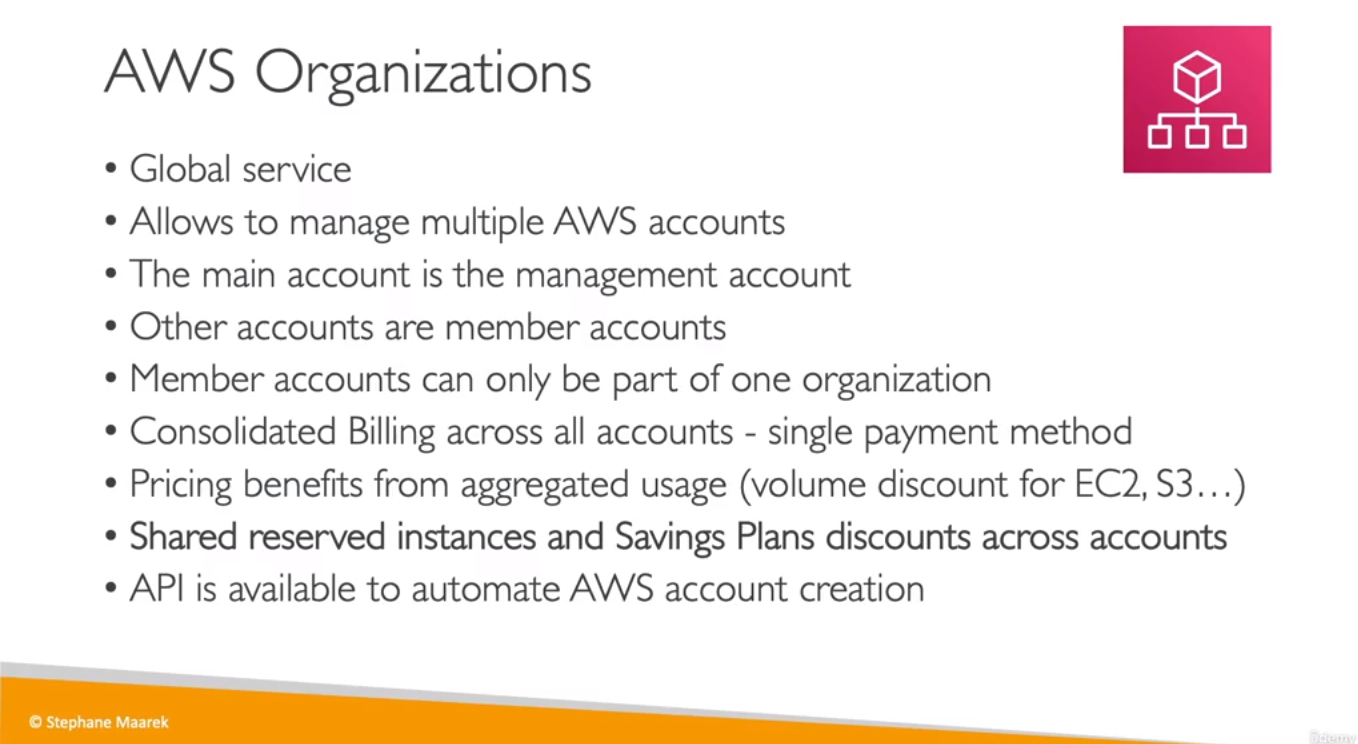 AWS Organizations
• Global service
• Allows to manage multiple AWS accounts
• The main account is the management account
• Other accounts are member accounts
• Member accounts can only be part of one organization
• Consolidated Billing across all accounts - single payment method
• Pricing benefits from aggregated usage (volume discount for EC2, S3…)
• Shared reserved instances and Savings Plans discounts across accounts
• API is available to automate AWS account creation
© Stephane Maarek
ûdemy